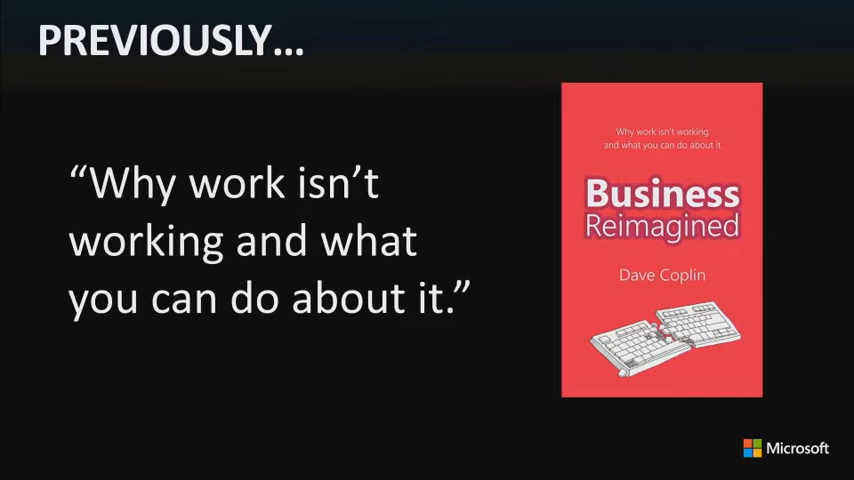 PREVIOUSLY…
“Why work isn’t
working and what
you can do about it.”
Why work isn't working
and what you can do about it
Business
Reimagined
Dave Coplin
Microsoft